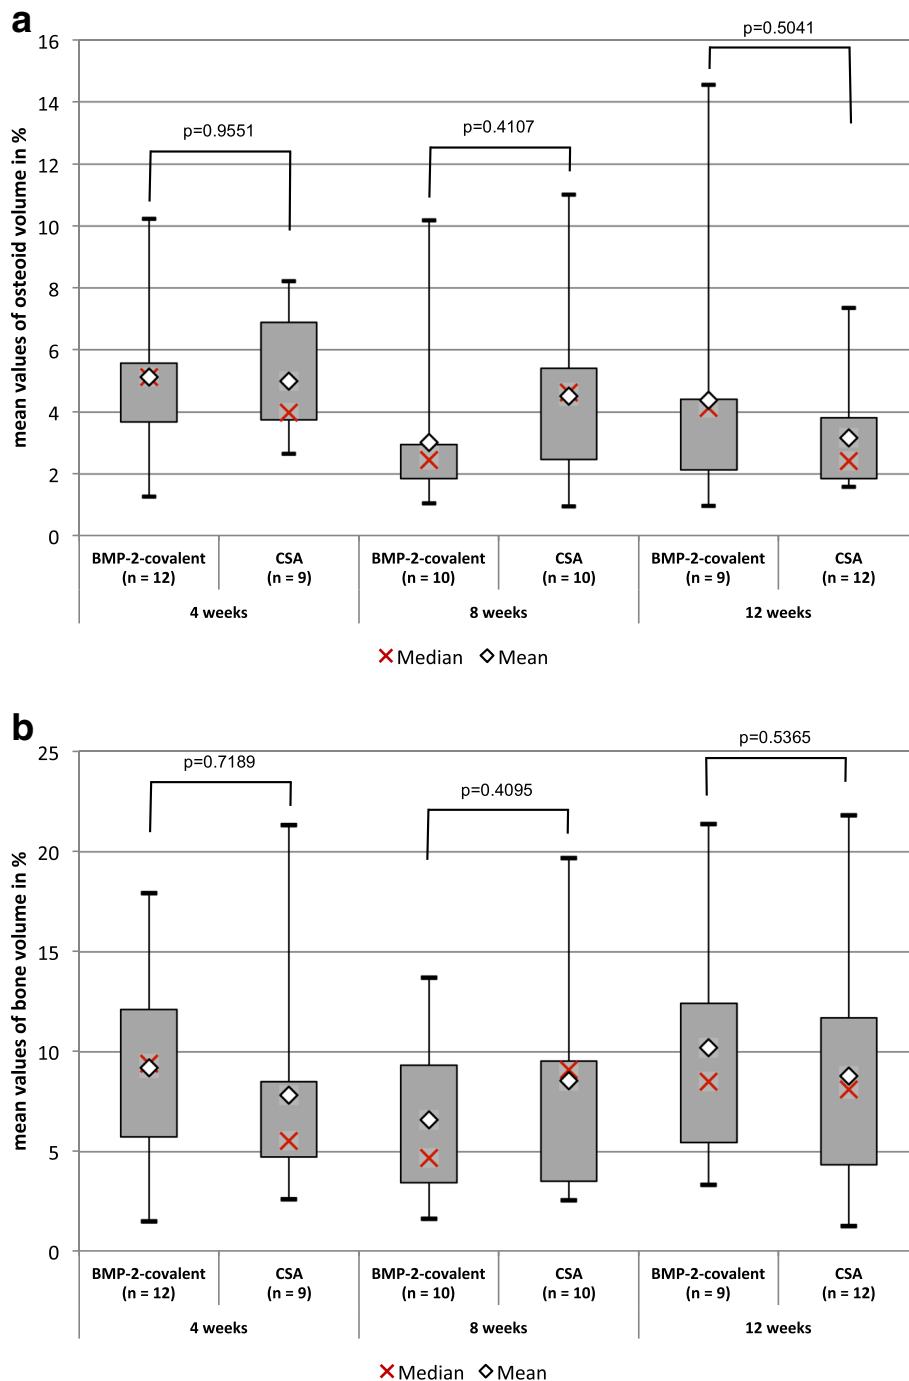 a
mean values of osteoid volume in %
16
14
12
10
8
6
4
2
0
p=0.9551
p=0.4107
p=0.5041
BMP-2-covalent CSA BMP-2-covalent CSA BMP-2-covalent CSA
(n = 12) (n = 9) (n = 10) (n = 10) (n = 9) (n = 12)
4 weeks 8 weeks 12 weeks
Median Mean
b
mean values of bone volume in %
25
20
15
10
5
0
p=0.7189
p=0.4095
p=0.5365
BMP-2-covalent CSA BMP-2-covalent CSA BMP-2-covalent CSA
(n = 12) (n = 9) (n = 10) (n = 10) (n = 9) (n = 12)
4 weeks 8 weeks 12 weeks
Median Mean